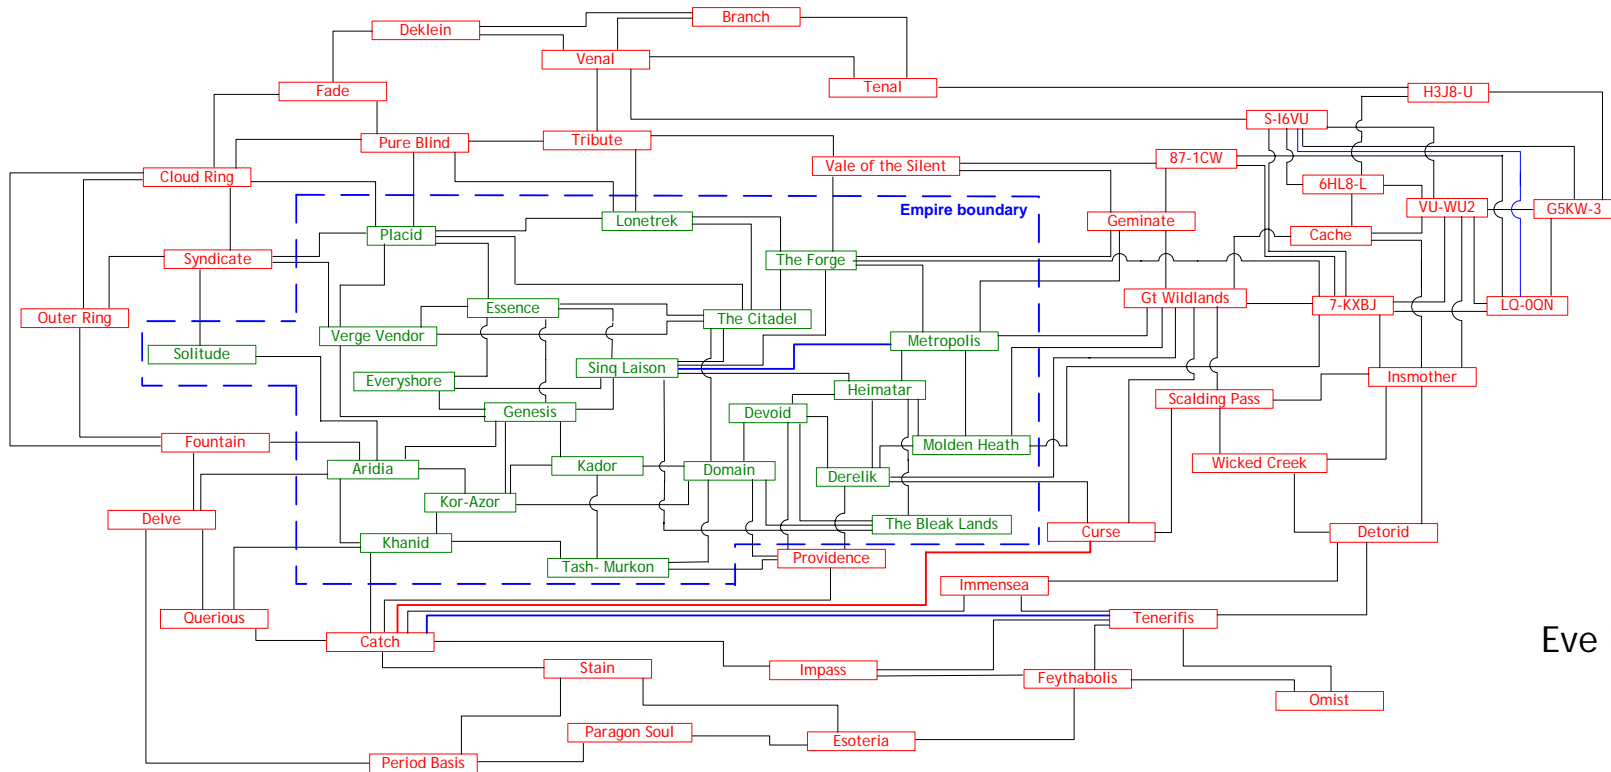 Branch
Deklein
Venal
Tenal
Fade
H3J8-U
S-I6VU
Pure Blind
Tribute
Vale of the Silent
87-1CW
Cloud Ring
6HL8-L
Empire boundary
VU-WU2
G5KW-3
Lonetrek
Geminate
Placid
Cache
Syndicate
The Forge
Gt Wildlands
7-KXBJ
LQ-0QN
Essence
Outer Ring
The Citadel
Verge Vendor
Metropolis
Solitude
Sinq Laison
Everyshore
Heimatar
Insmother
Scalding Pass
Genesis
Devoid
Fountain
Molden Heath
Aridia
Kador
Domain
Wicked Creek
Derelik
Kor-Azor
Delve
The Bleak Lands
Curse
Detorid
Khanid
Tash- Murkon
Providence
Immensea
Querious
Tenerifis
Catch
Eve
Stain
Impass
Feythabolis
Omist
Paragon Soul
Esoteria
Period Basis